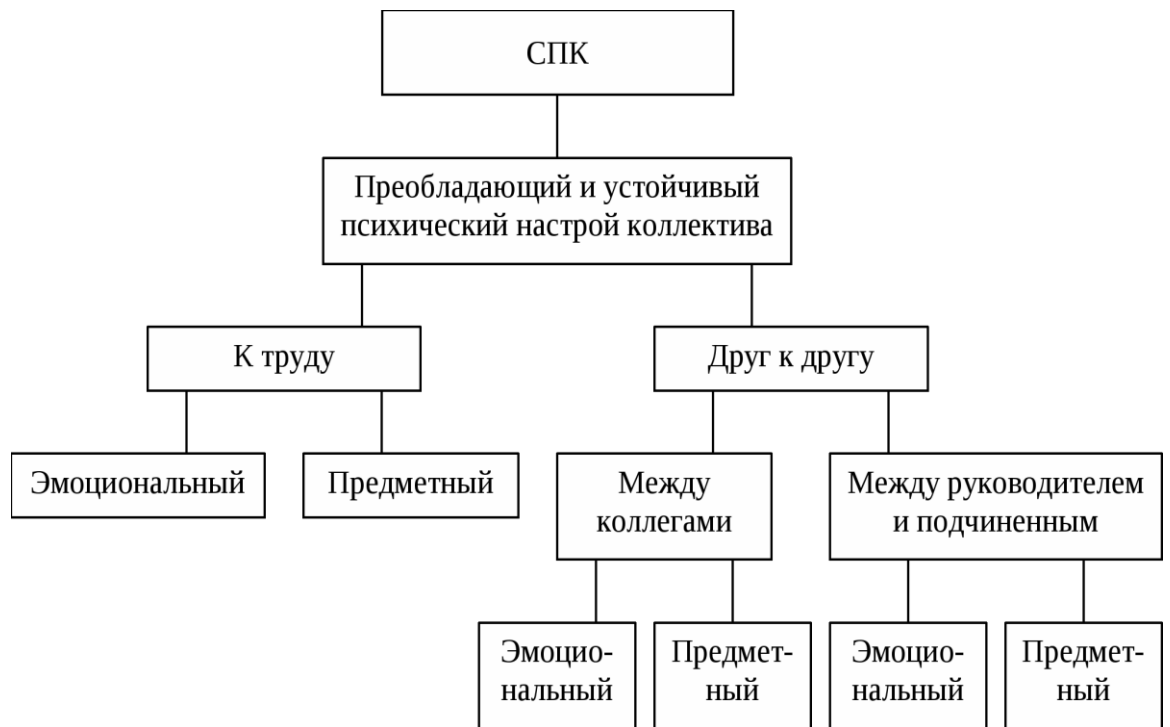 СПК
Преобладающий и устойчивый
психический настрой коллектива
К труду
Друг к другу
Эмоциональный
Предметный
Между
коллегами
Между руководителем
и подчиненным
Эмоцио-
нальный
Предмет-
ный
Эмоцио-
нальный
Предмет-
ный